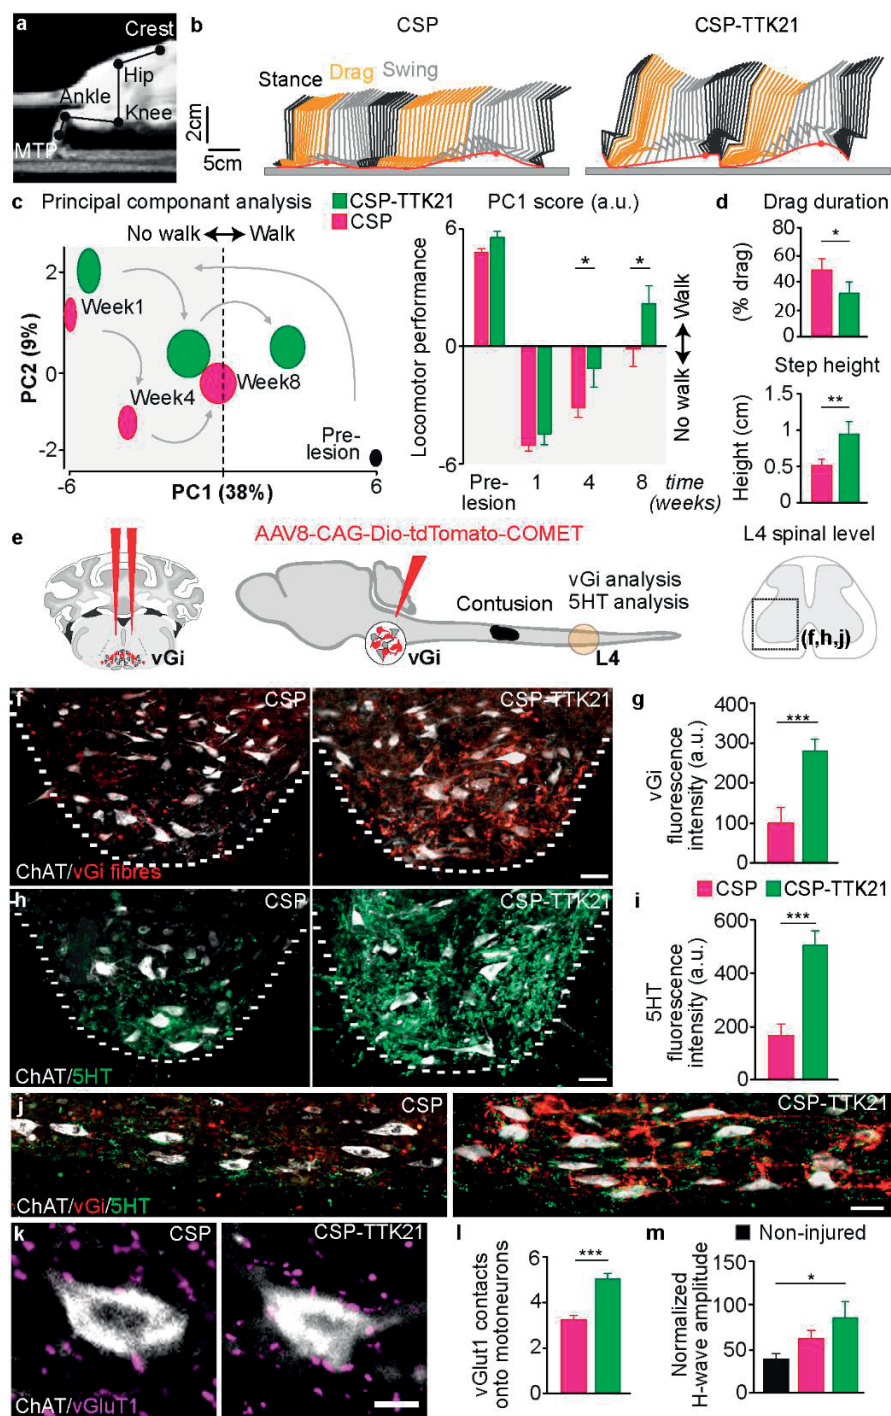 a
Crest
Hip
Ankle
Knee
MTP
2cm
5cm
b
CSP
CSP-TTK21
Stance Drag Swing
c Principal componant analysis
CSP-TTK21
CSP
No walk Walk
2
0
-2
PC2 (9%)
Week1
Week4
Week8
Pre-
lesion
-6
6
PC1 (38%)
PC1 score (a.u.)
6
0
-6
Locomotor performance
* *
Walk
No walk
Pre-
lesion
1 4 8 time
(weeks)
d Drag duration
80
60
40
20
0
(% drag)
*
Step height
1.5
1
0.5
0
Height (cm)
**
e
AAV8-CAG-Dio-tdTomato-COMET
vGi
Contusion
vGi analysis
5HT analysis
vGi
L4
L4 spinal level
(f,h,j)
f
CSP
CSP-TTK21
ChAT/vGi fibres
g
400
300
200
100
0
vGi
fluorescence
intensity (a.u.)
***
CSP CSP-TTK21
h
CSP
CSP-TTK21
ChAT/5HT
i
600
400
200
0
5HT
fluorescence
intensity (a.u.)
***
j
CSP
CSP-TTK21
ChAT/vGi/5HT
k
CSP
CSP-TTK21
ChAT/vGluT1
l
6
4
2
0
vGlut1 contacts
onto motoneurons
***
m
Non-injured
150
100
50
0
Normalized
H-wave amplitude
*